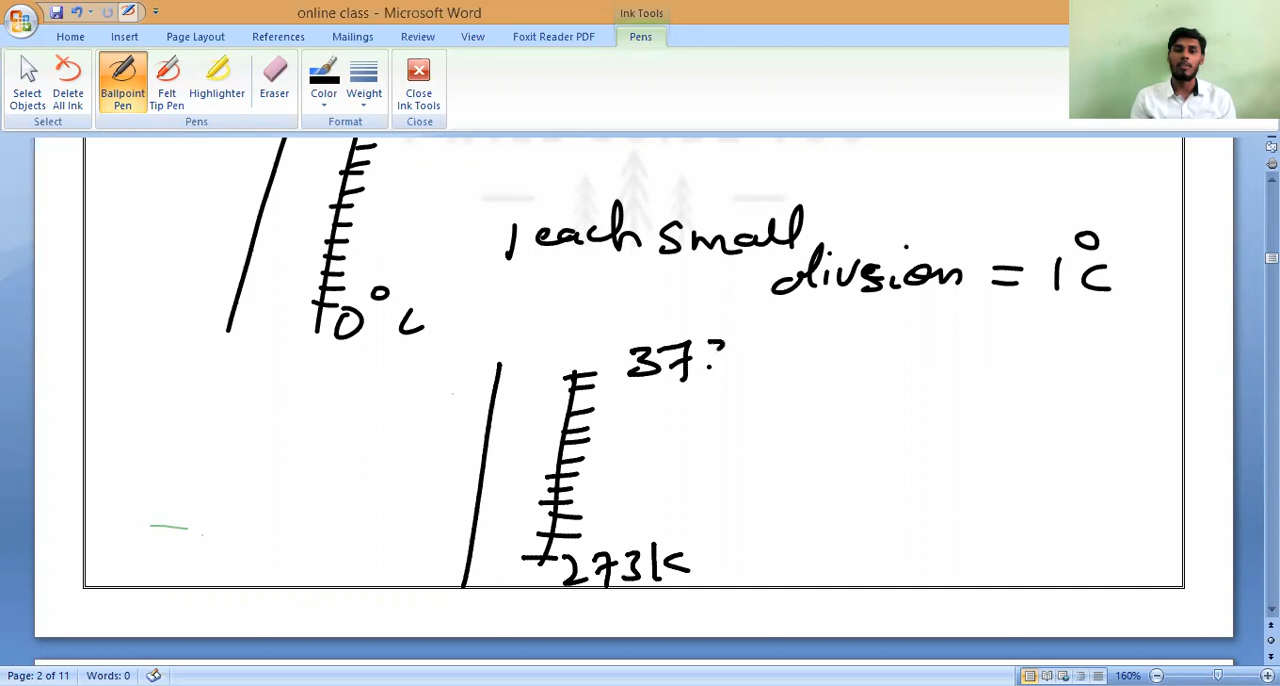 online class - Microsoft Word
Ink Tools
Home Insert Page Layout References Mailings Review View Foxit Reader PDF Pens
Select Objects Delete All Ink Ballpoint Pen Felt Tip Pen Highlighter Eraser Color Weight Close Ink Tools
Select Pens Format Close
1 each small
division = 1°C
0°C
37
273K
Page: 2 of 11 Words: 0 160%